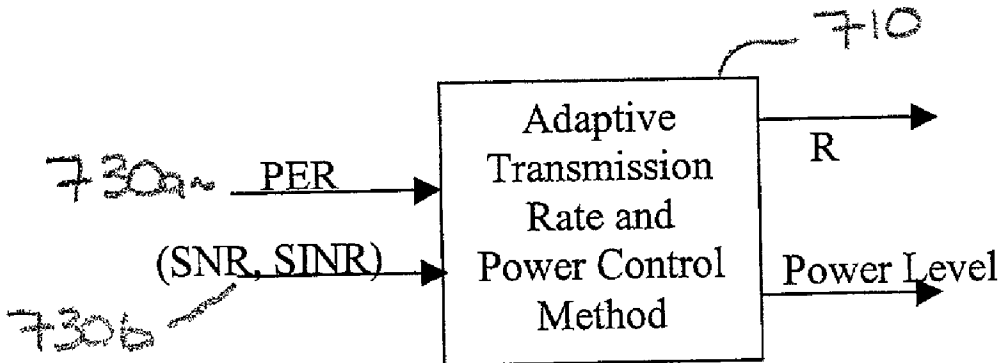 710
Adaptive
Transmission
Rate and
Power Control
Method
R
730a
PER
(SNR, SINR)
Power Level
730b